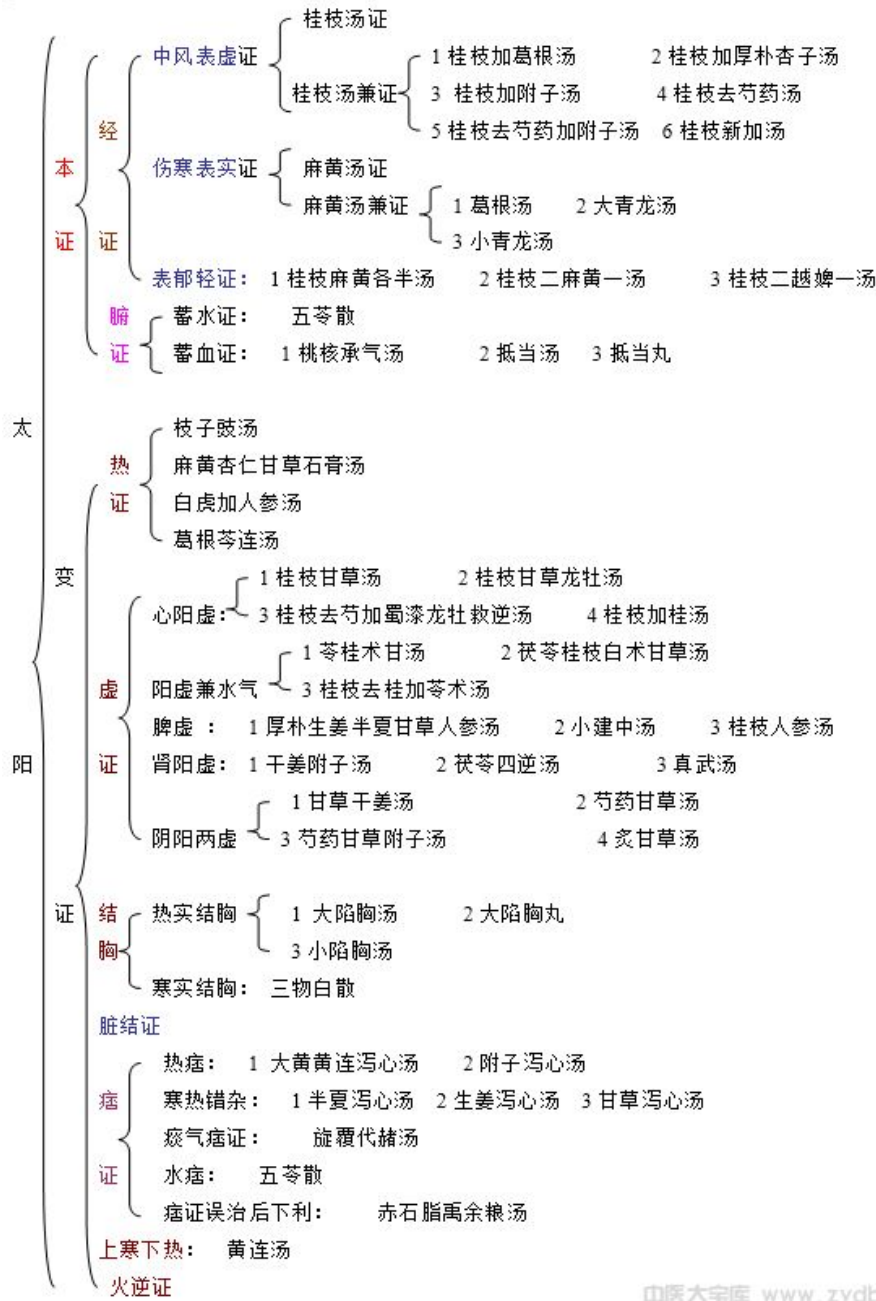 桂枝汤证
中风表虚证
桂枝汤兼证
1 桂枝加葛根汤 2 桂枝加厚朴杏子汤
3 桂枝加附子汤 4 桂枝去芍药汤
5 桂枝去芍药加附子汤 6 桂枝新加汤
经
本
伤寒表实证
麻黄汤证
麻黄汤兼证
1 葛根汤 2 大青龙汤
3 小青龙汤
证 证
表郁轻证： 1 桂枝麻黄各半汤 2 桂枝二麻黄一汤 3 桂枝二越婢一汤
腑 蓄水证： 五苓散
证 蓄血证： 1 桃核承气汤 2 抵当汤 3 抵当丸
太
枝子豉汤
热 麻黄杏仁甘草石膏汤
证 白虎加人参汤
葛根芩连汤
变
心阳虚：
1 桂枝甘草汤 2 桂枝甘草龙牡汤
3 桂枝去芍加蜀漆龙牡救逆汤 4 桂枝加桂汤
虚 阳虚兼水气
1 苓桂术甘汤 2 茯苓桂枝白术甘草汤
3 桂枝去桂加苓术汤
脾虚 ： 1 厚朴生姜半夏甘草人参汤 2 小建中汤 3 桂枝人参汤
阳 证 肾阳虚： 1 干姜附子汤 2 茯苓四逆汤 3 真武汤
阴阳两虚
1 甘草干姜汤 2 芍药甘草汤
3 芍药甘草附子汤 4 炙甘草汤
证 结 热实结胸 1 大陷胸汤 2 大陷胸丸
胸 3 小陷胸汤
寒实结胸： 三物白散
脏结证
热痞： 1 大黄黄连泻心汤 2 附子泻心汤
痞 寒热错杂： 1 半夏泻心汤 2 生姜泻心汤 3 甘草泻心汤
痰气痞证： 旋覆代赭汤
证 水痞： 五苓散
痞证误治后下利： 赤石脂禹余粮汤
上寒下热： 黄连汤
火逆证
中医大宝库 www.zydb